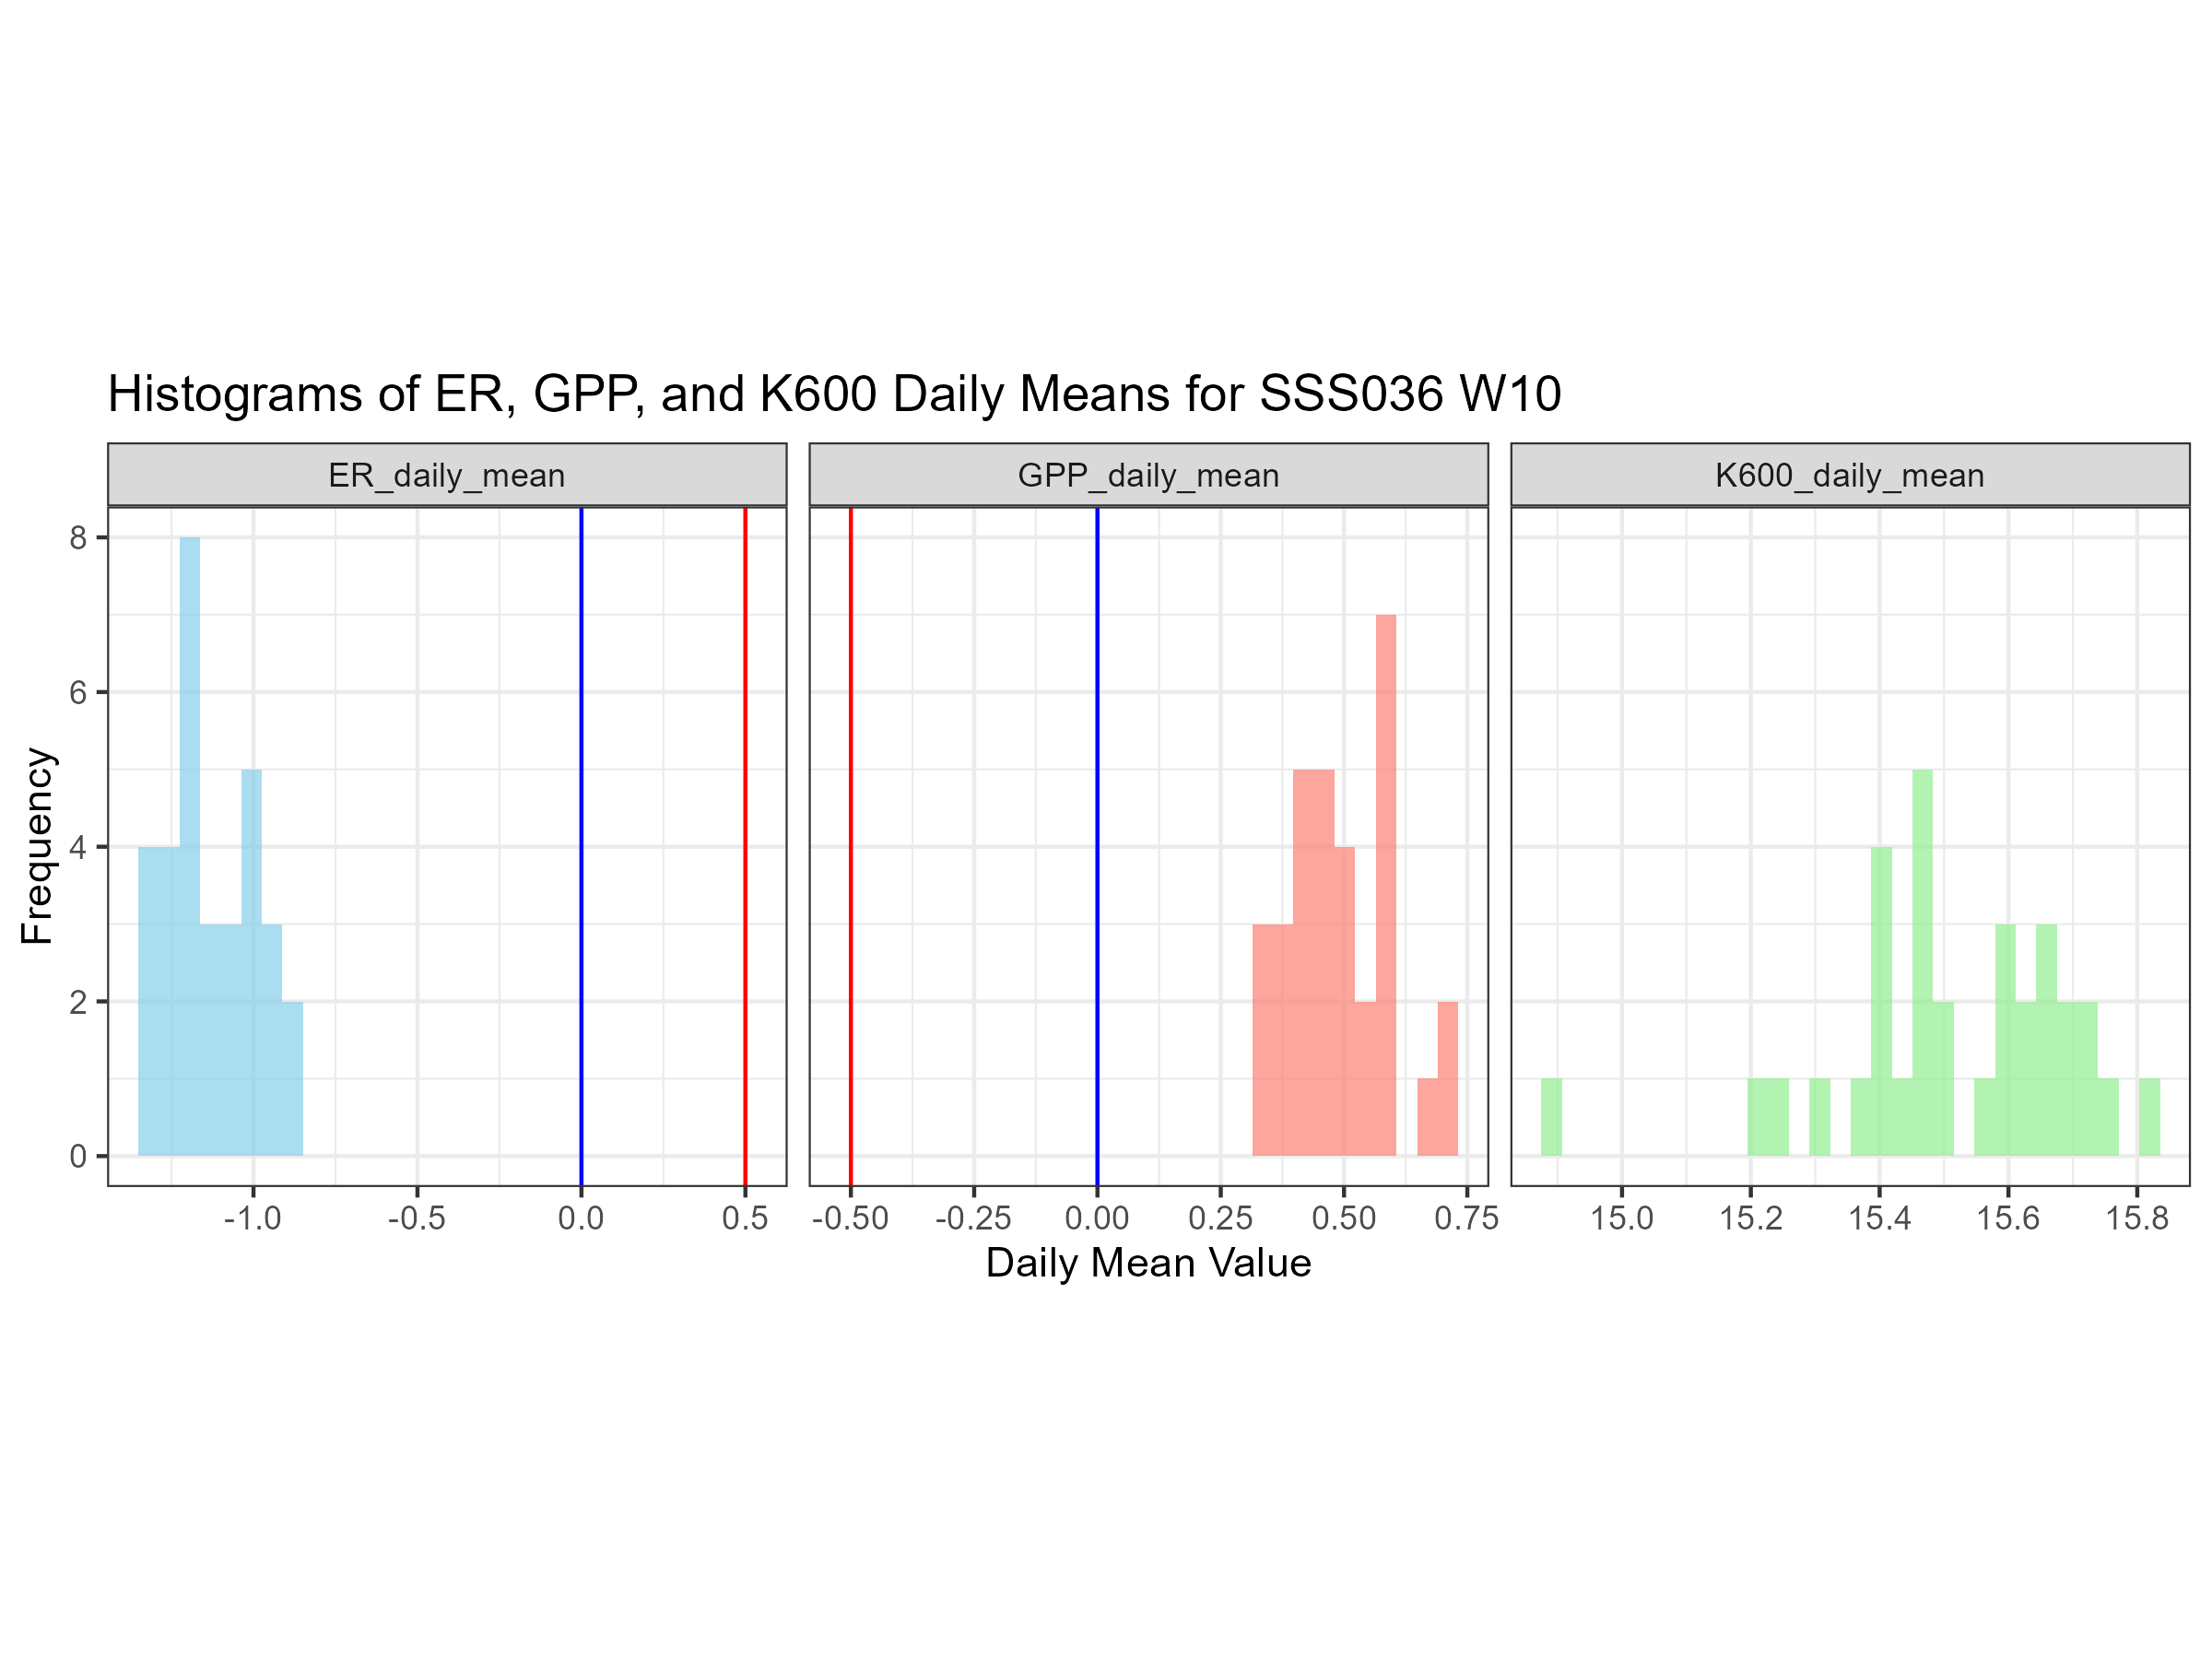 Histograms of ER, GPP, and K600 Daily Means for SSS036 W10
ER_daily_mean GPP_daily_mean K600_daily_mean
8
6
4
2
0
Frequency
-1.0 -0.5 0.0 0.5 -0.50 -0.25 0.00 0.25 0.50 0.75 15.0 15.2 15.4 15.6 15.8
Daily Mean Value